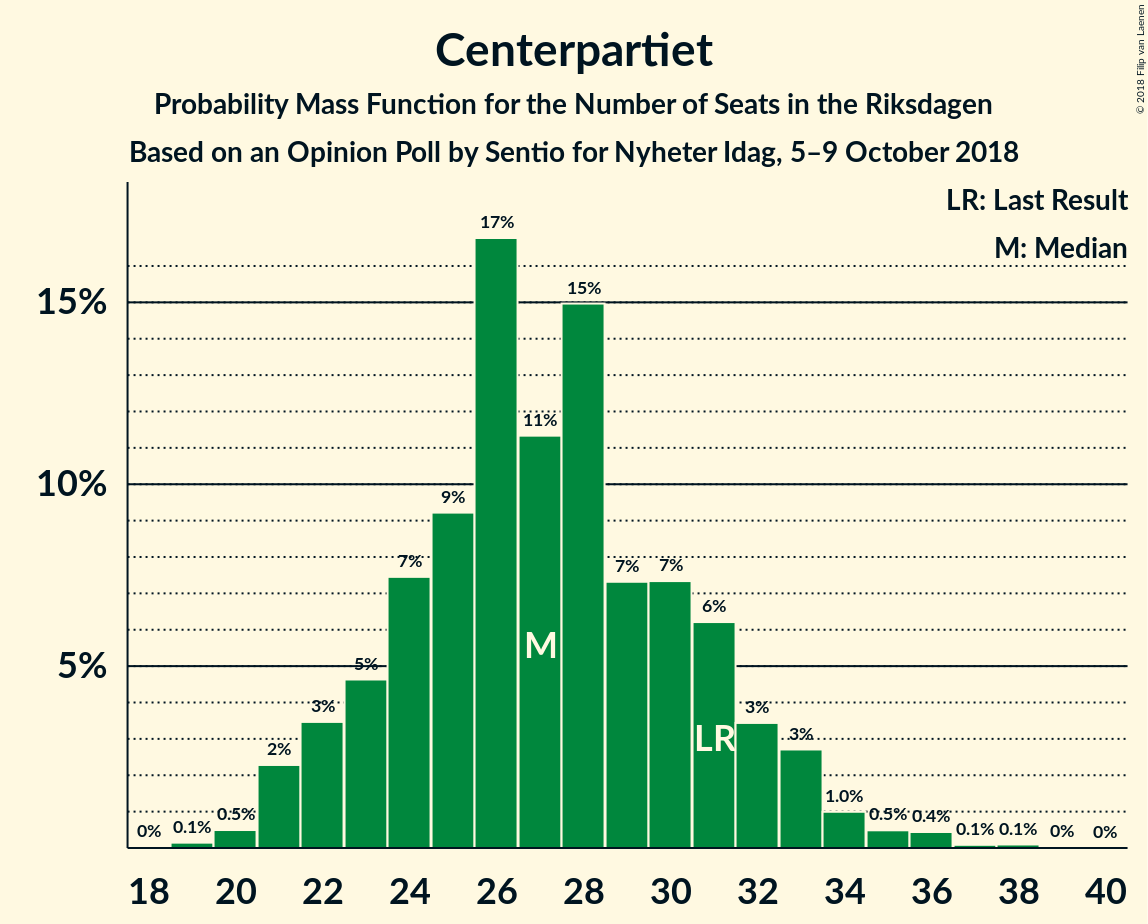 Centerpartiet
Probability Mass Function for the Number of Seats in the Riksdagen
Based on an Opinion Poll by Sentio for Nyheter Idag, 5–9 October 2018
© 2018 Filip van Laenen
LR: Last Result
M: Median
15%
10%
5%
0%
0.1%
0.5%
2%
3%
5%
7%
9%
17%
11%
15%
7%
7%
6%
3%
3%
1.0%
0.5%
0.4%
0.1%
0.1%
0%
0%
M
LR
18 20 22 24 26 28 30 32 34 36 38 40